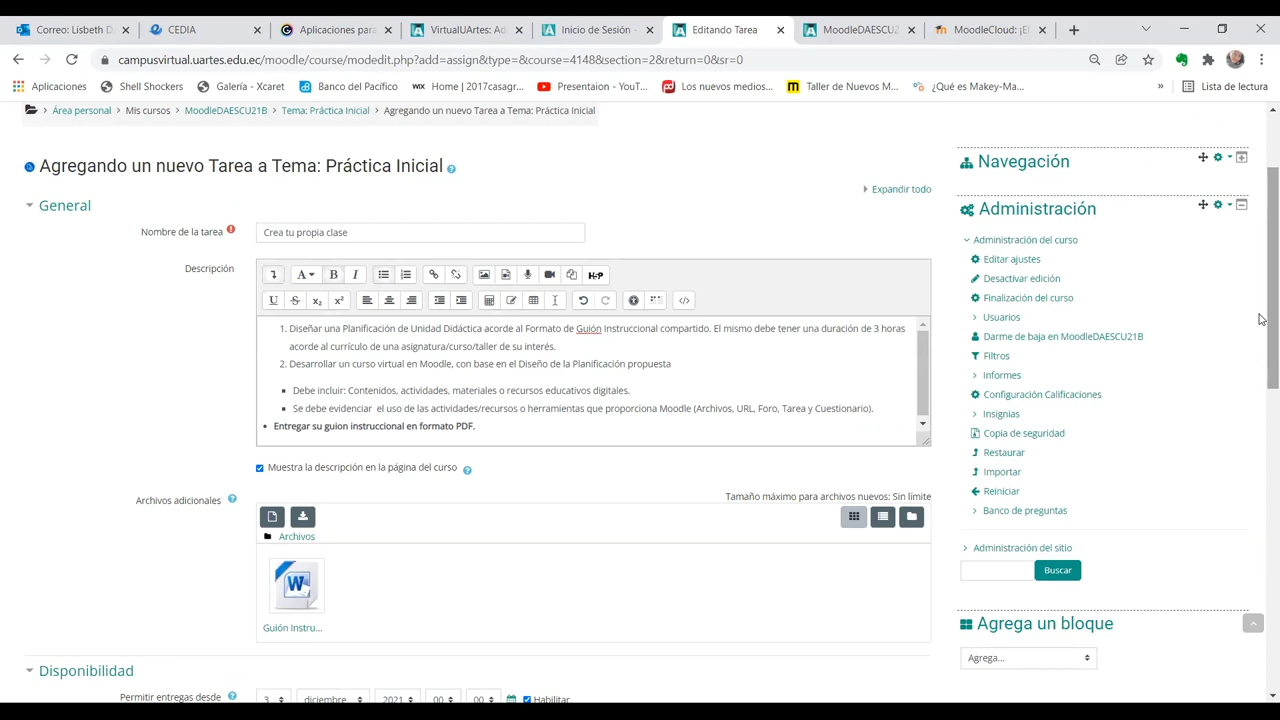 Correo: Lisbeth D
CEDIA
Aplicaciones para
VirtualUArtes: Ad
Inicio de Sesión
Editando Tarea
MoodleDAESCU2
MoodleCloud: ¡El
campusvirtual.uartes.edu.ec/moodle/course/modedit.php?add=assign&type=&course=4148&section=2&return=0&sr=0
Aplicaciones
Shell Shockers
Galería - Xcaret
Banco del Pacífico
WIX
Home | 2012casagr...
Presentaion - YouT...
Los nuevos medios...
Taller de Nuevos M...
¿Qué es Makey-Ma...
»
Lista de lectura
Área personal > Mis cursos > MoodleDAESCU21B > Tema: Práctica Inicial > Agregando un nuevo Tarea a Tema: Práctica Inicial
Agregando un nuevo Tarea a Tema: Práctica Inicial
Expandir todo
General
Nombre de la tarea
Crea tu propia clase
Descripción
A B I H-P
U S x₂ x²
1. Diseñar una Planificación de Unidad Didáctica acorde al Formato de Guión Instruccional compartido. El mismo debe tener una duración de 3 horas
acorde al currículo de una asignatura/curso/taller de su interés.
2. Desarrollar un curso virtual en Moodle, con base en el Diseño de la Planificación propuesta
Debe incluir: Contenidos, actividades, materiales o recursos educativos digitales.
Se debe evidenciar el uso de las actividades/recursos o herramientas que proporciona Moodle (Archivos, URL, Foro, Tarea y Cuestionario).
Entregar su guion instruccional en formato PDF.
Muestra la descripción en la página del curso
Archivos adicionales
Tamaño máximo para archivos nuevos: Sin límite
Archivos
W
Guión Instru...
Disponibilidad
Permitir entregas desde
3 diciembre 2021 00 00 Habilitar
Navegación
Administración
Administración del curso
Editar ajustes
Desactivar edición
Finalización del curso
Usuarios
Darme de baja en MoodleDAESCU21B
Filtros
Informes
Configuración Calificaciones
Insignias
Copia de seguridad
Restaurar
Importar
Reiniciar
Banco de preguntas
Administración del sitio
Buscar
Agrega un bloque
Agrega...